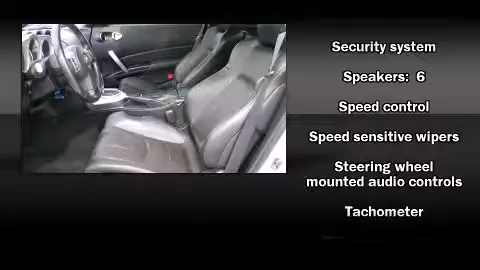 Security system
Speakers: 6
Speed control
Speed sensitive wipers
Steering wheel
mounted audio controls
Tachometer